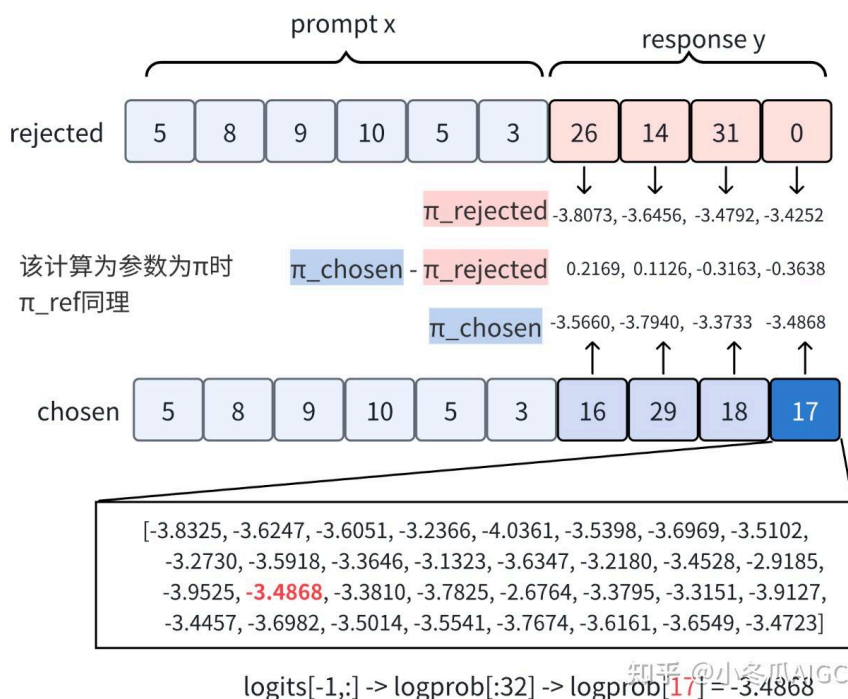 prompt x
response y
rejected 5 8 9 10 5 3 26 14 31 0
π_rejected -3.8073, -3.6456, -3.4792, -3.4252
该计算为参数为π时
π_ref同理
π_chosen - π_rejected 0.2169, 0.1126, -0.3163, -0.3638
π_chosen -3.5660, -3.7940, -3.3733 -3.4868
chosen 5 8 9 10 5 3 16 29 18 17
[-3.8325, -3.6247, -3.6051, -3.2366, -4.0361, -3.5398, -3.6969, -3.5102,
-3.2730, -3.5918, -3.3646, -3.1323, -3.6347, -3.2180, -3.4528, -2.9185,
-3.9525, -3.4868, -3.3810, -3.7825, -2.6764, -3.3795, -3.3151, -3.9127,
-3.4457, -3.6982, -3.5014, -3.5541, -3.7674, -3.6161, -3.6549, -3.4723]
logits[-1,:] -> logprob[:32] -> logprob[17] = -3.4868
知乎 @小冬瓜AIGC